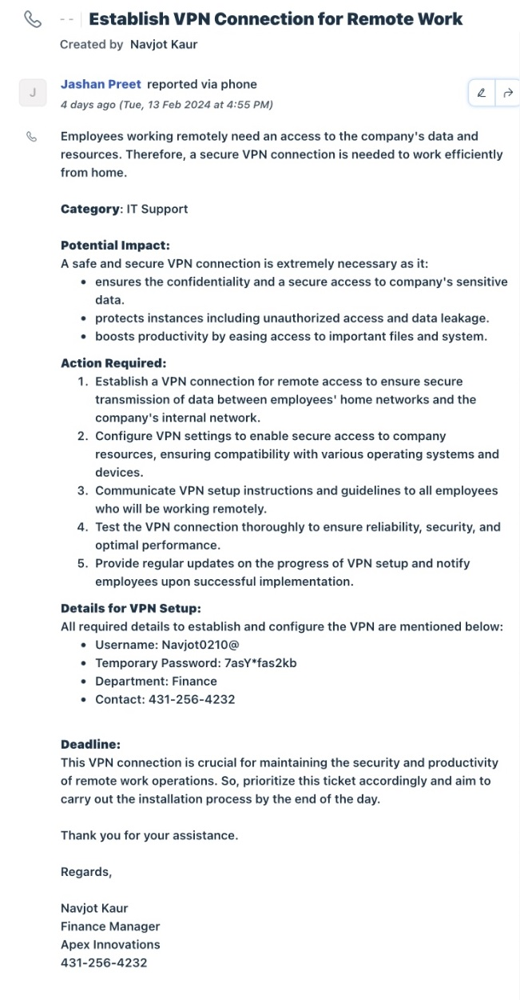 -- Establish VPN Connection for Remote Work
Created by Navjot Kaur
J
Jashan Preet reported via phone
4 days ago (Tue, 13 Feb 2024 at 4:55 PM)
Employees working remotely need an access to the company's data and
resources. Therefore, a secure VPN connection is needed to work efficiently
from home.
Category: IT Support
Potential Impact:
A safe and secure VPN connection is extremely necessary as it:
• ensures the confidentiality and a secure access to company's sensitive
data.
• protects instances including unauthorized access and data leakage.
• boosts productivity by easing access to important files and system.
Action Required:
1. Establish a VPN connection for remote access to ensure secure
transmission of data between employees' home networks and the
company's internal network.
2. Configure VPN settings to enable secure access to company
resources, ensuring compatibility with various operating systems and
devices.
3. Communicate VPN setup instructions and guidelines to all employees
who will be working remotely.
4. Test the VPN connection thoroughly to ensure reliability, security, and
optimal performance.
5. Provide regular updates on the progress of VPN setup and notify
employees upon successful implementation.
Details for VPN Setup:
All required details to establish and configure the VPN are mentioned below:
• Username: Navjot0210@
• Temporary Password: 7asY*fas2kb
• Department: Finance
• Contact: 431-256-4232
Deadline:
This VPN connection is crucial for maintaining the security and productivity
of remote work operations. So, prioritize this ticket accordingly and aim to
carry out the installation process by the end of the day.
Thank you for your assistance.
Regards,
Navjot Kaur
Finance Manager
Apex Innovations
431-256-4232